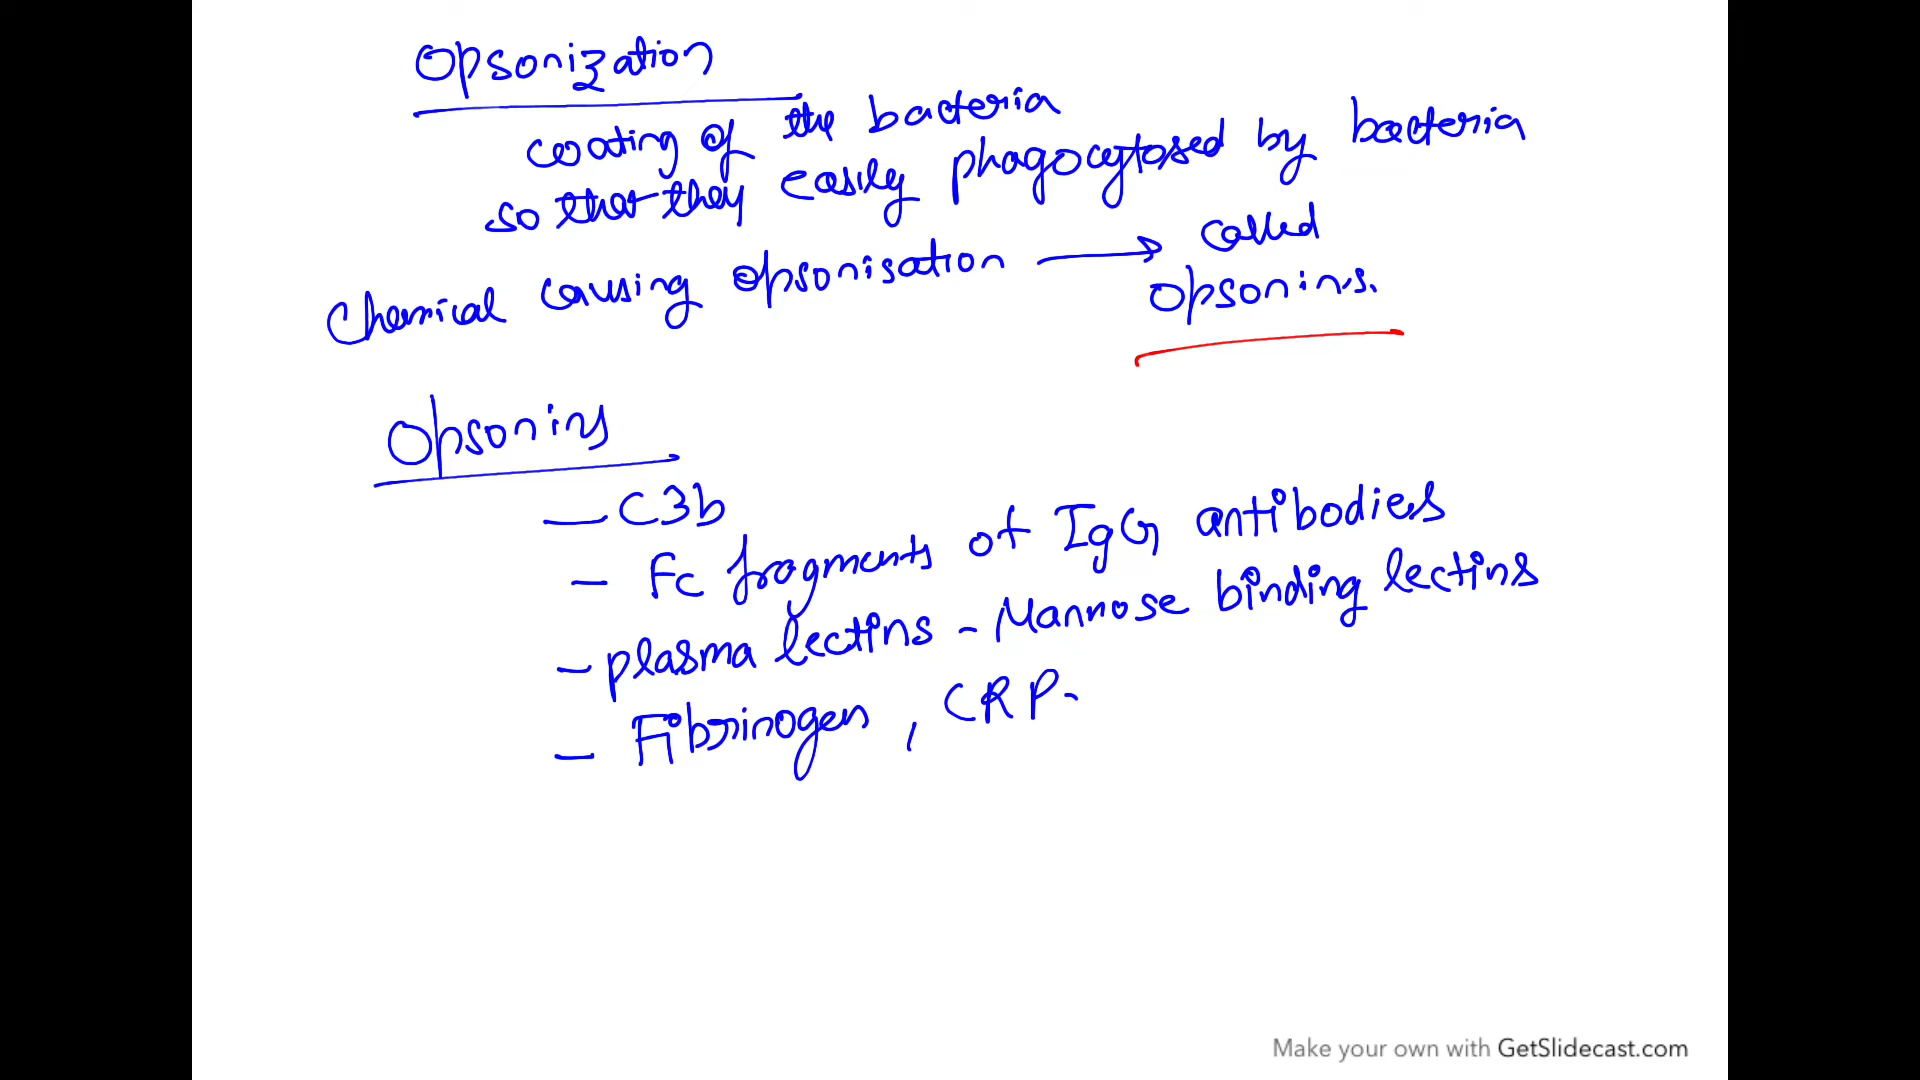 Opsonization
coating of the bacteria
so that they easily phagocytosed by bacteria
Chemical causing opsonisation → called
opsonins.
Opsonins
— C3b
- Fc fragments of IgG antibodies
- plasma lectins - Mannose binding lectins
- Fibrinogen, CRP-
Make your own with GetSlidecast.com